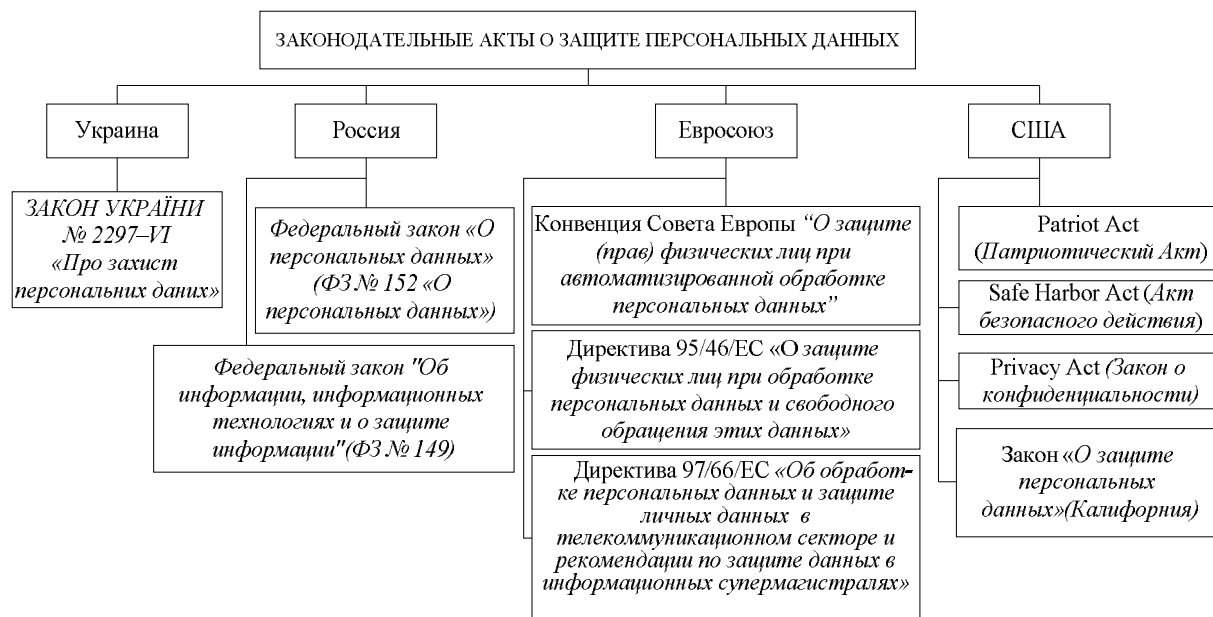 ЗАКОНОДАТЕЛЬНЫЕ АКТЫ О ЗАЩИТЕ ПЕРСОНАЛЬНЫХ ДАННЫХ
Украина
ЗАКОН УКРАЇНИ
№ 2297–VI
«Про захист
персональних даних»
Россия
Федеральный закон «О
персональных данных»
(ФЗ № 152 «О
персональных данных»)
Федеральный закон "Об
информации, информационных
технологиях и о защите
информации"(ФЗ № 149)
Евросоюз
Конвенция Совета Европы “О защите
(прав) физических лиц при
автоматизированной обработке
персональных данных”
Директива 95/46/ЕС «О защите
физических лиц при обработке
персональных данных и свободного
обращения этих данных»
Директива 97/66/ЕС «Об обработ-
ке персональных данных и защите
личных данных в
телекоммуникационном секторе и
рекомендации по защите данных в
информационных супермагистралях»
США
Patriot Act
(Патриотический Акт)
Safe Harbor Act (Акт
безопасного действия)
Privacy Act (Закон о
конфиденциальности)
Закон «О защите
персональных
данных»(Калифорния)